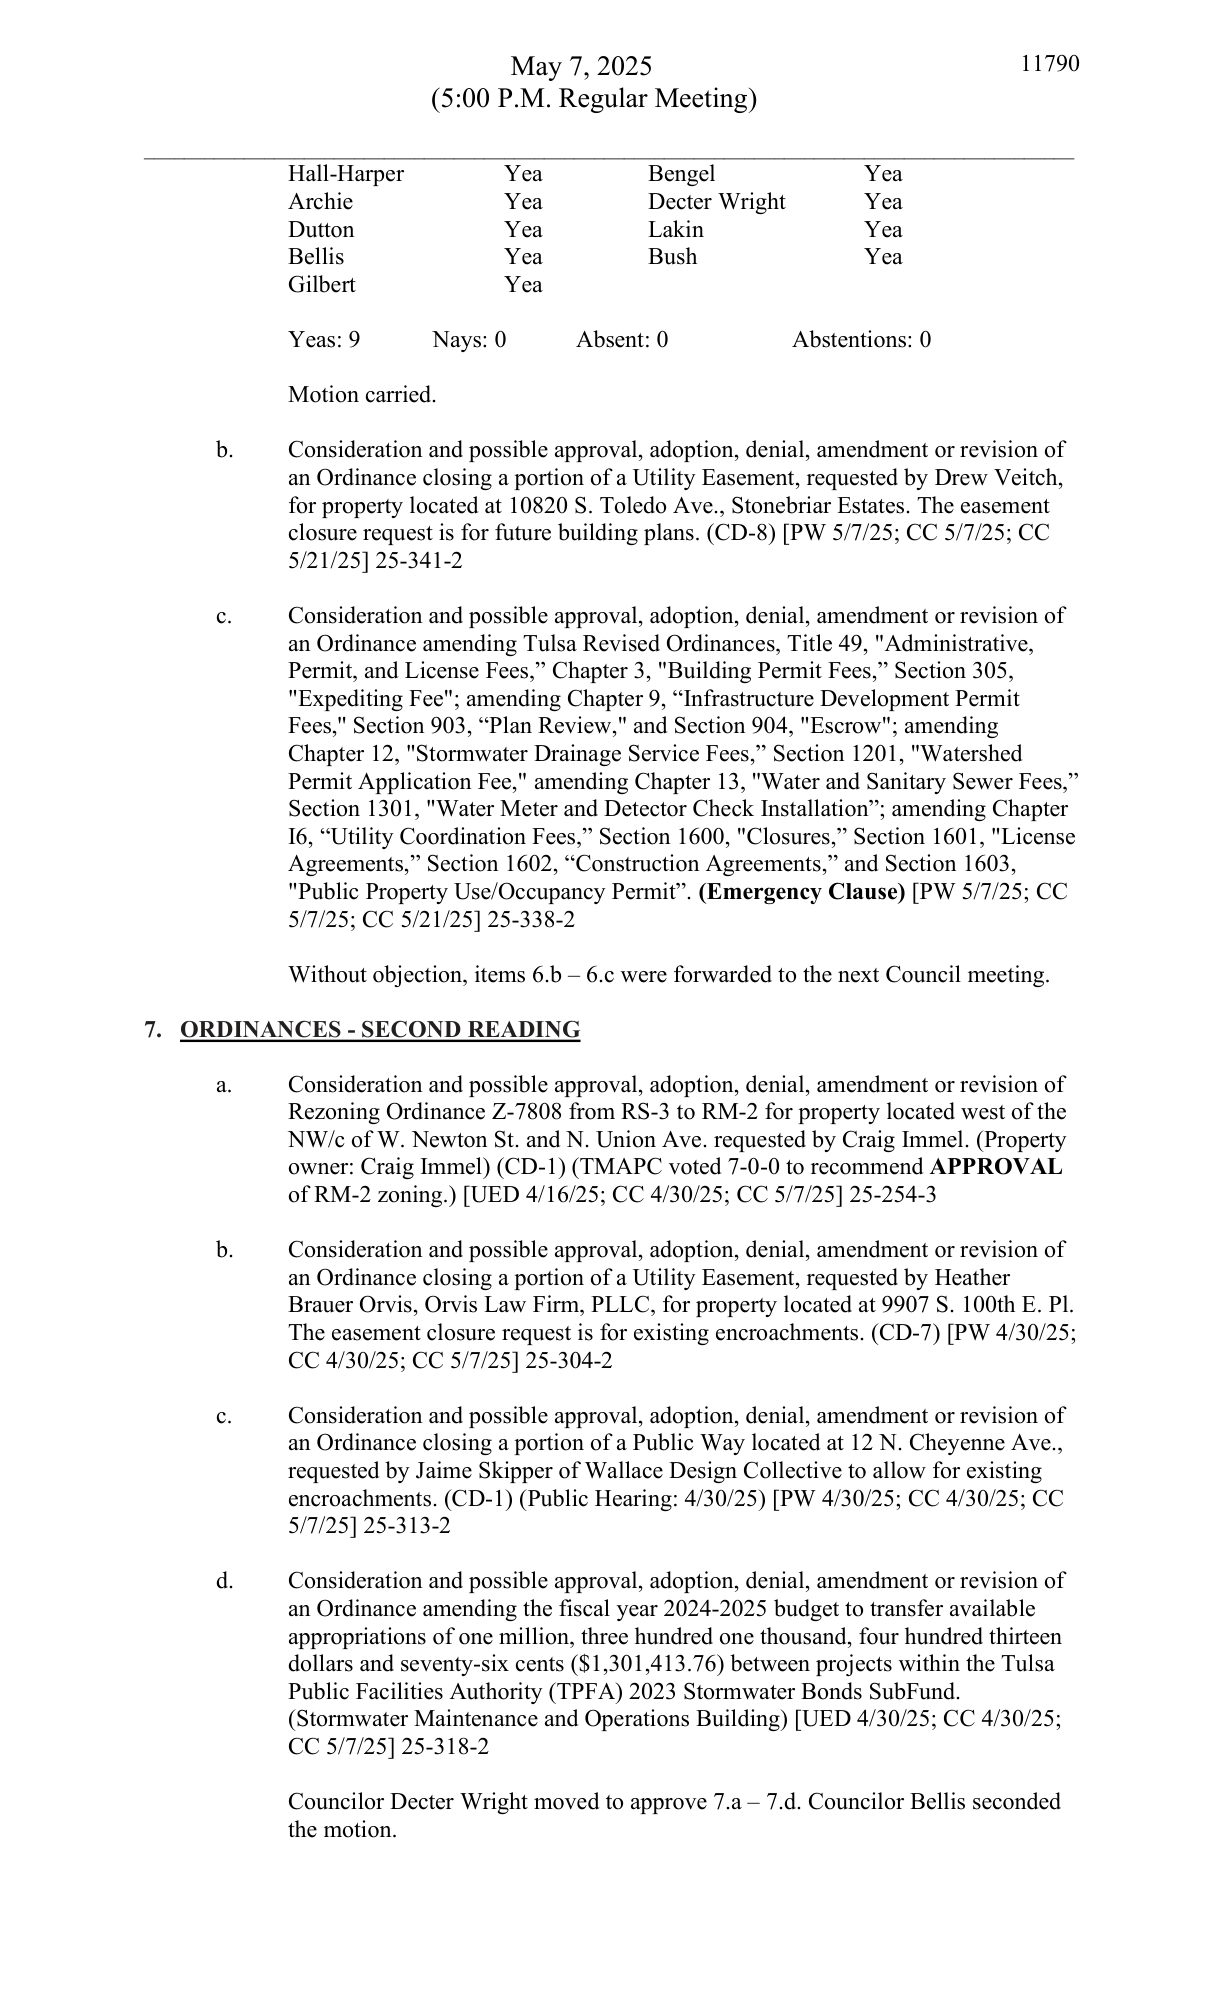 May 7, 2025
11790
(5:00 P.M. Regular Meeting)
Hall-Harper Yea Bengel Yea
Archie Yea Decter Wright Yea
Dutton Yea Lakin Yea
Bellis Yea Bush Yea
Gilbert Yea
Yeas: 9 Nays: 0 Absent: 0 Abstentions: 0
Motion carried.
b. Consideration and possible approval, adoption, denial, amendment or revision of
an Ordinance closing a portion of a Utility Easement, requested by Drew Veitch,
for property located at 10820 S. Toledo Ave., Stonebriar Estates. The easement
closure request is for future building plans. (CD-8) [PW 5/7/25; CC 5/7/25; CC
5/21/25] 25-341-2
c. Consideration and possible approval, adoption, denial, amendment or revision of
an Ordinance amending Tulsa Revised Ordinances, Title 49, "Administrative,
Permit, and License Fees,” Chapter 3, "Building Permit Fees,” Section 305,
"Expediting Fee"; amending Chapter 9, “Infrastructure Development Permit
Fees," Section 903, “Plan Review," and Section 904, "Escrow"; amending
Chapter 12, "Stormwater Drainage Service Fees,” Section 1201, "Watershed
Permit Application Fee," amending Chapter 13, "Water and Sanitary Sewer Fees,”
Section 1301, "Water Meter and Detector Check Installation”; amending Chapter
I6, “Utility Coordination Fees,” Section 1600, "Closures,” Section 1601, "License
Agreements,” Section 1602, “Construction Agreements,” and Section 1603,
"Public Property Use/Occupancy Permit”. (Emergency Clause) [PW 5/7/25; CC
5/7/25; CC 5/21/25] 25-338-2
Without objection, items 6.b – 6.c were forwarded to the next Council meeting.
7. ORDINANCES - SECOND READING
a. Consideration and possible approval, adoption, denial, amendment or revision of
Rezoning Ordinance Z-7808 from RS-3 to RM-2 for property located west of the
NW/c of W. Newton St. and N. Union Ave. requested by Craig Immel. (Property
owner: Craig Immel) (CD-1) (TMAPC voted 7-0-0 to recommend APPROVAL
of RM-2 zoning.) [UED 4/16/25; CC 4/30/25; CC 5/7/25] 25-254-3
b. Consideration and possible approval, adoption, denial, amendment or revision of
an Ordinance closing a portion of a Utility Easement, requested by Heather
Brauer Orvis, Orvis Law Firm, PLLC, for property located at 9907 S. 100th E. Pl.
The easement closure request is for existing encroachments. (CD-7) [PW 4/30/25;
CC 4/30/25; CC 5/7/25] 25-304-2
c. Consideration and possible approval, adoption, denial, amendment or revision of
an Ordinance closing a portion of a Public Way located at 12 N. Cheyenne Ave.,
requested by Jaime Skipper of Wallace Design Collective to allow for existing
encroachments. (CD-1) (Public Hearing: 4/30/25) [PW 4/30/25; CC 4/30/25; CC
5/7/25] 25-313-2
d. Consideration and possible approval, adoption, denial, amendment or revision of
an Ordinance amending the fiscal year 2024-2025 budget to transfer available
appropriations of one million, three hundred one thousand, four hundred thirteen
dollars and seventy-six cents ($1,301,413.76) between projects within the Tulsa
Public Facilities Authority (TPFA) 2023 Stormwater Bonds SubFund.
(Stormwater Maintenance and Operations Building) [UED 4/30/25; CC 4/30/25;
CC 5/7/25] 25-318-2
Councilor Decter Wright moved to approve 7.a – 7.d. Councilor Bellis seconded
the motion.